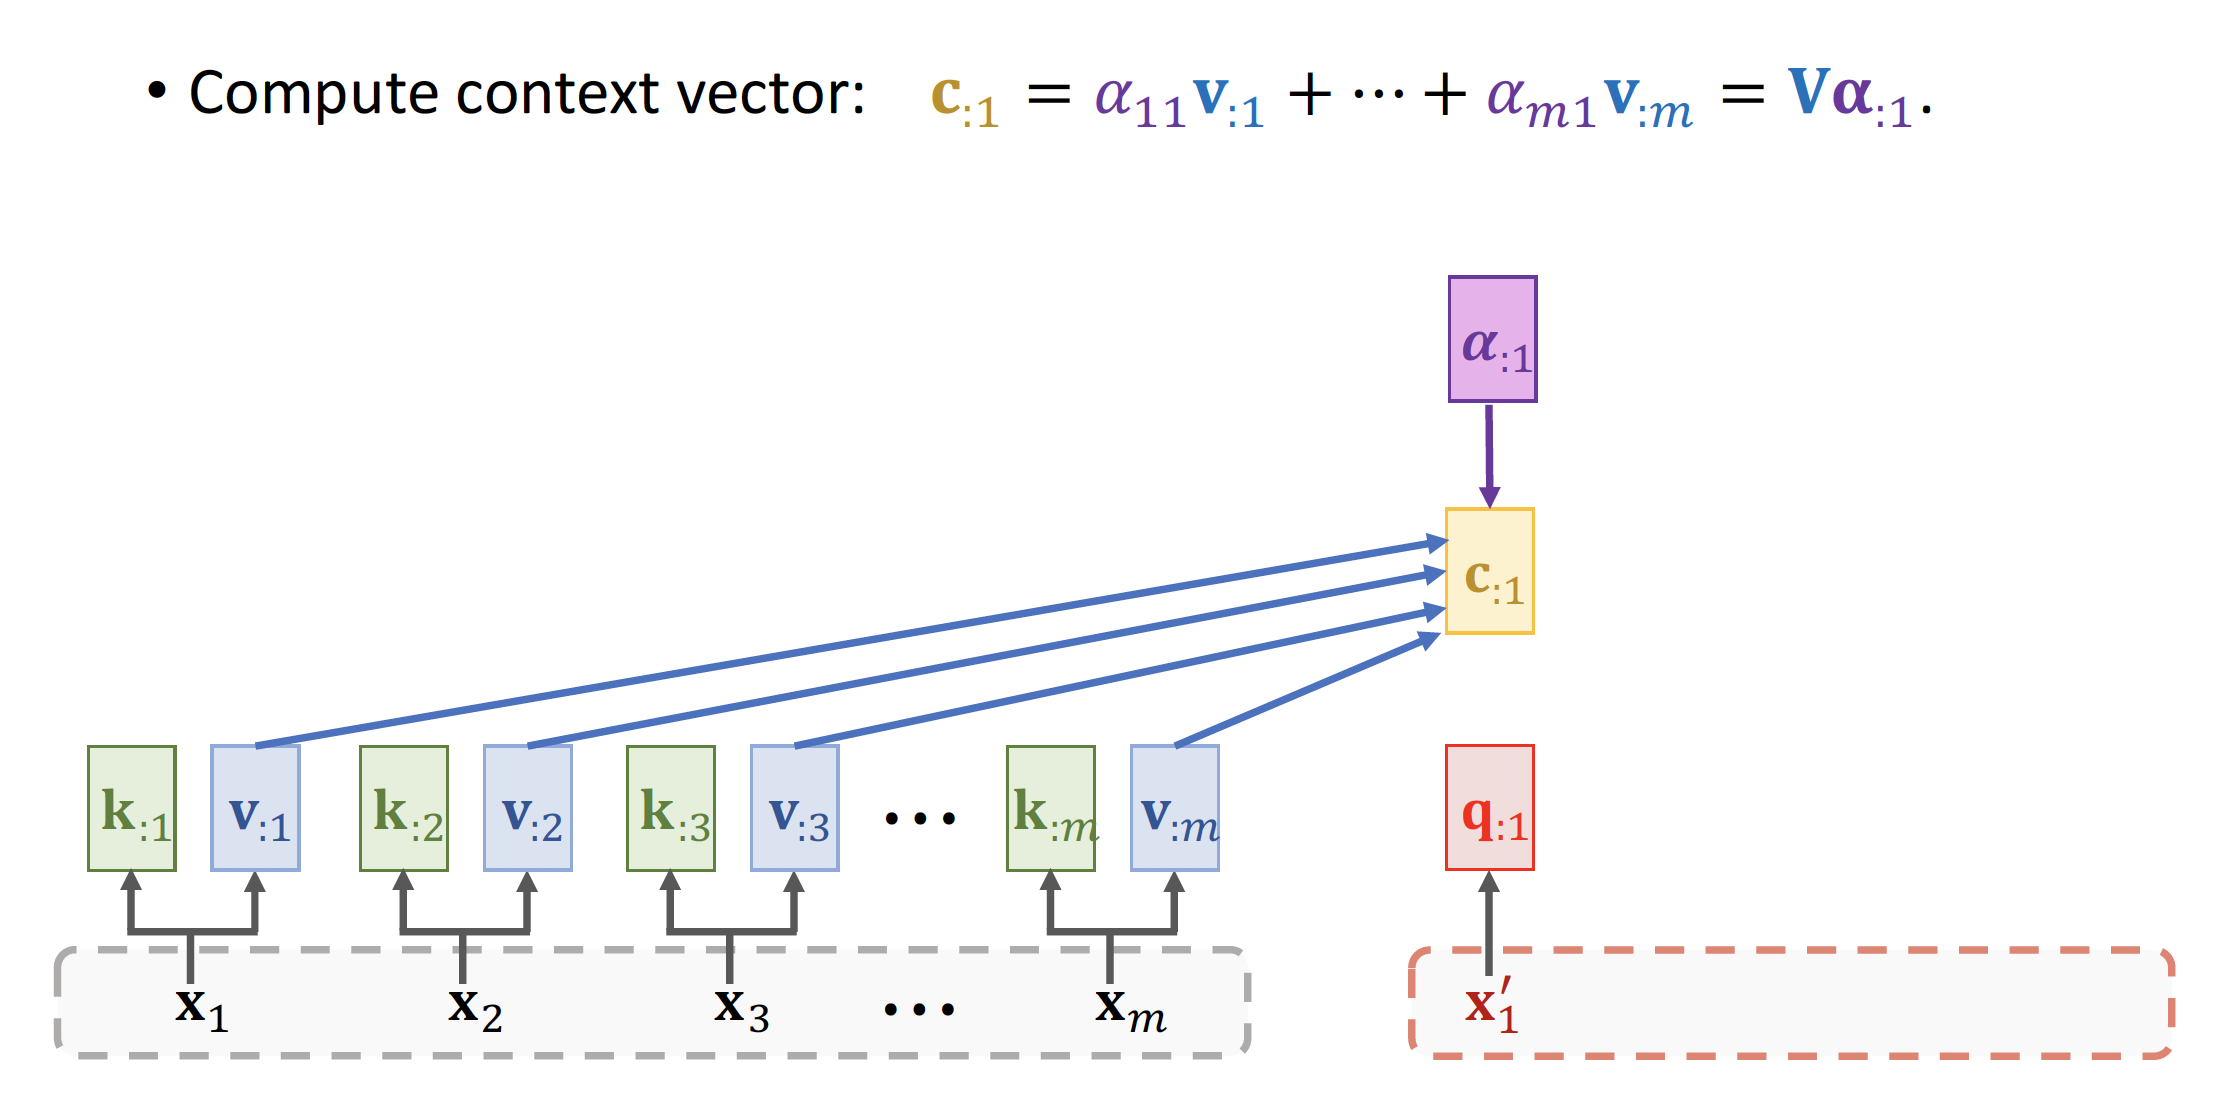 • Compute context vector: 𝐜:1 = α11𝐯:1 + ⋯ + αm1𝐯:m = 𝐕𝛂:1.
𝜶:1
𝐜:1
𝐤:1 𝐯:1 𝐤:2 𝐯:2 𝐤:3 𝐯:3 ⋯ 𝐤:m 𝐯:m 𝐪:1
𝐱1 𝐱2 𝐱3 ⋯ 𝐱m 𝐱′1